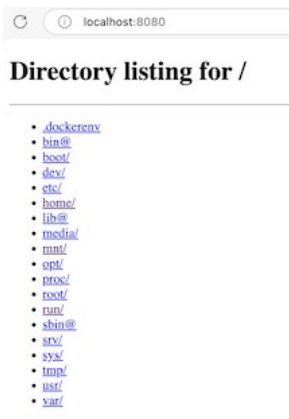 localhost:8080
Directory listing for /
.dockerenv
bin@
boot/
dev/
etc/
home/
lib@
media/
mnt/
opt/
proc/
root/
run/
sbin@
srv/
sys/
tmp/
usr/
var/